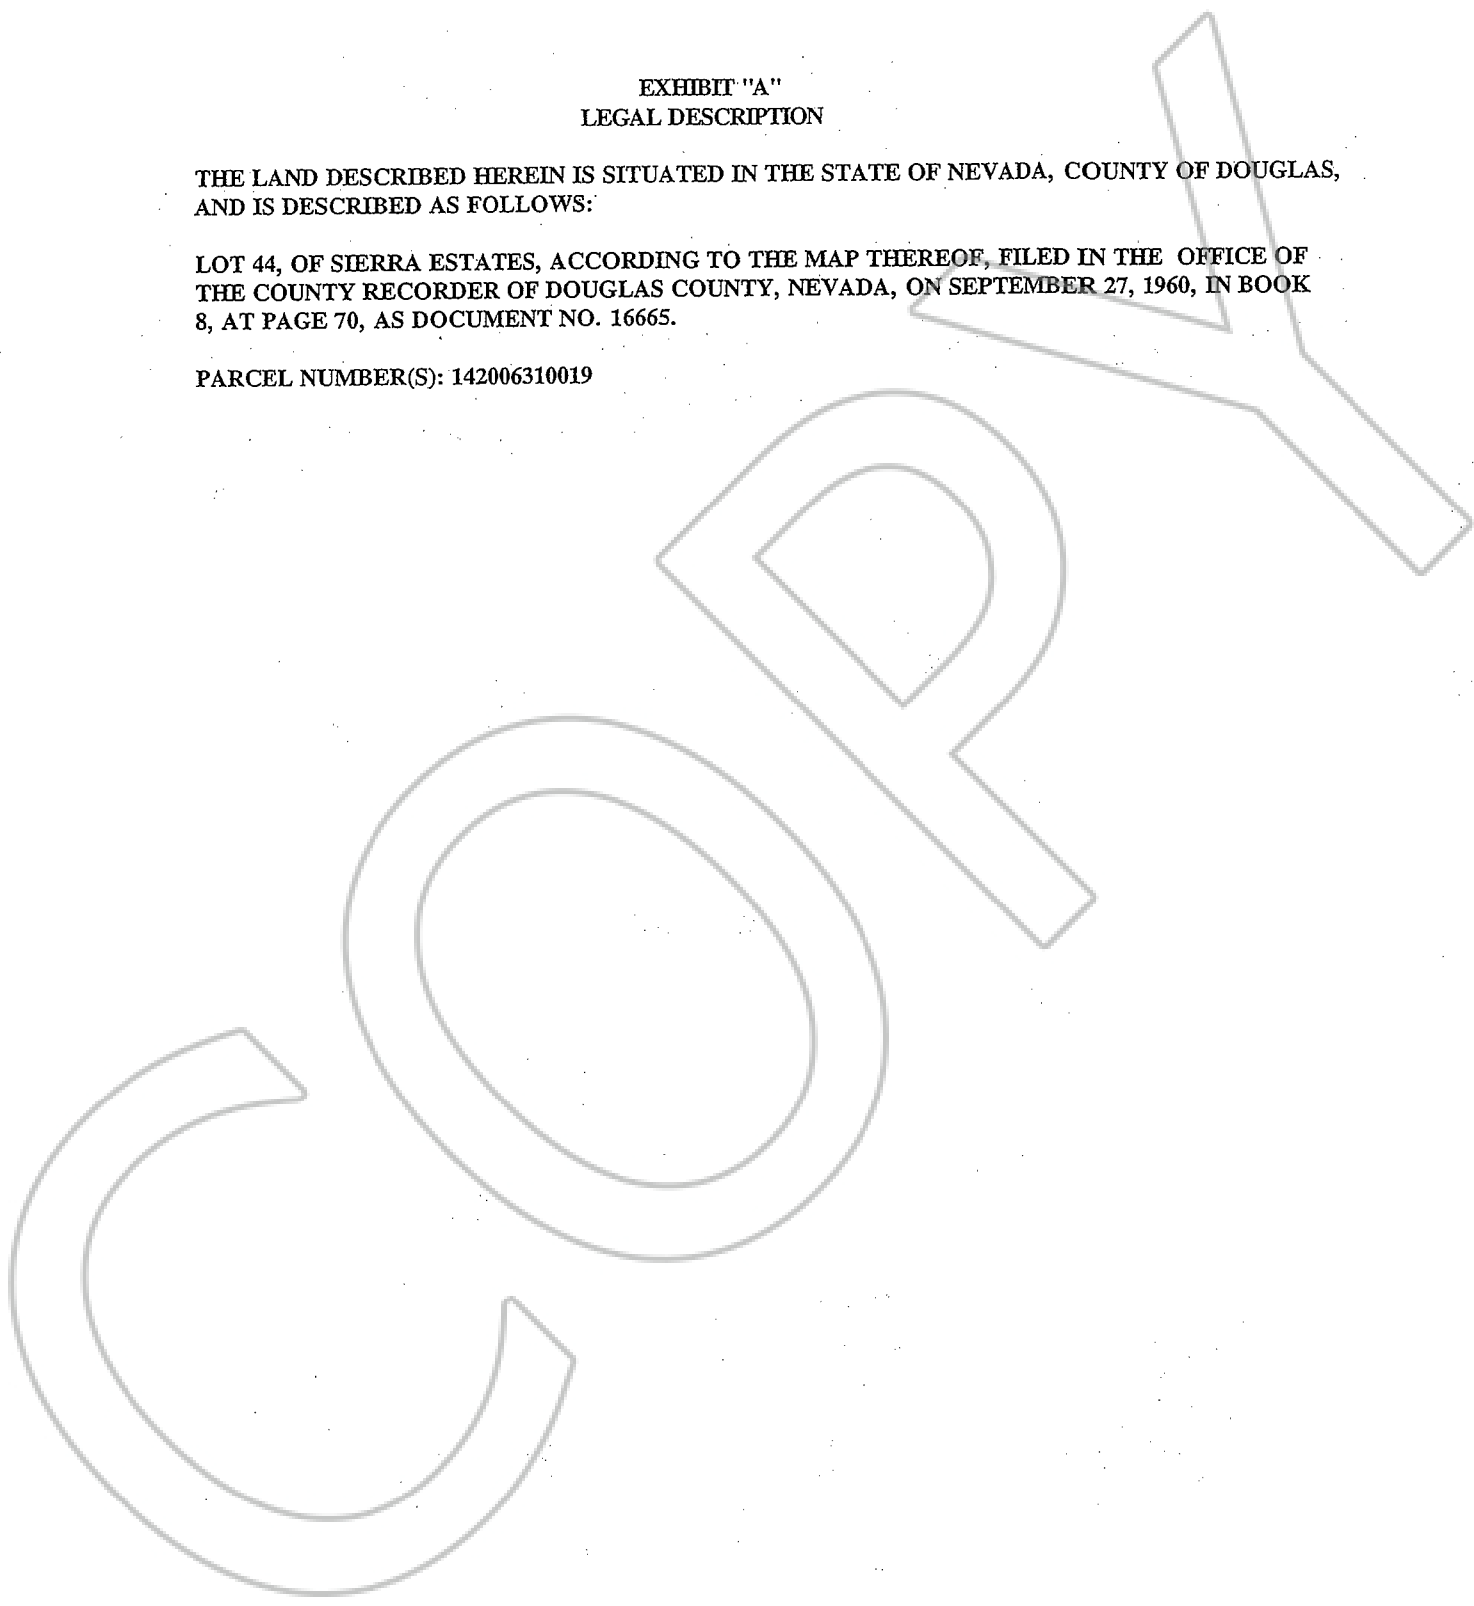 EXHIBIT "A"
LEGAL DESCRIPTION
THE LAND DESCRIBED HEREIN IS SITUATED IN THE STATE OF NEVADA, COUNTY OF DOUGLAS,
AND IS DESCRIBED AS FOLLOWS:
LOT 44, OF SIERRA ESTATES, ACCORDING TO THE MAP THEREOF, FILED IN THE OFFICE OF
THE COUNTY RECORDER OF DOUGLAS COUNTY, NEVADA, ON SEPTEMBER 27, 1960, IN BOOK
8, AT PAGE 70, AS DOCUMENT NO. 16665.
PARCEL NUMBER(S): 142006310019
COPY